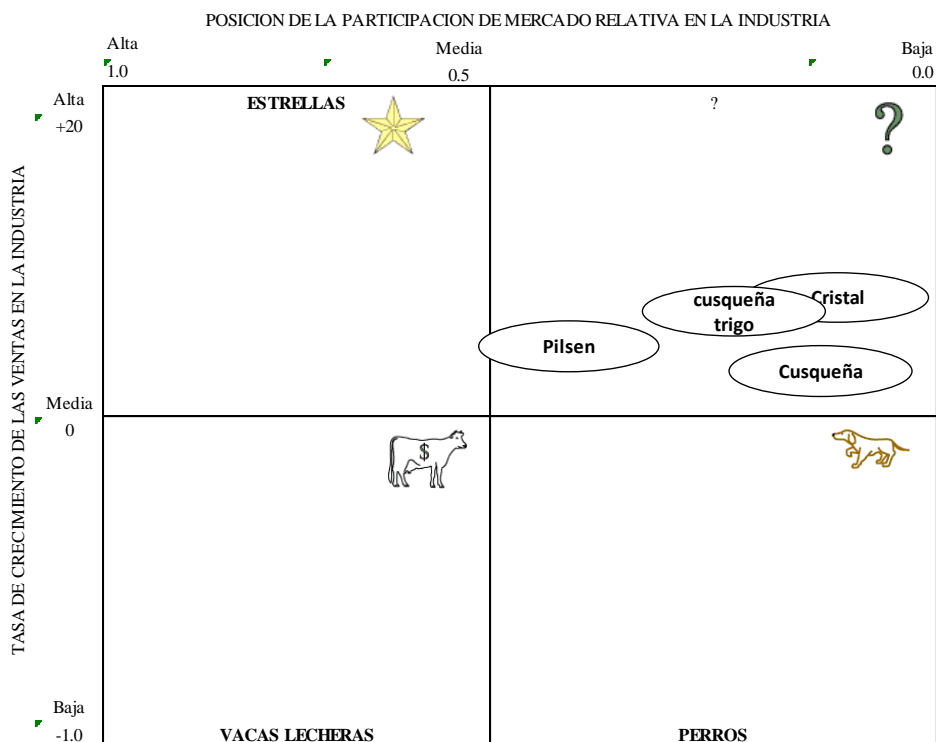 POSICION DE LA PARTICIPACION DE MERCADO RELATIVA EN LA INDUSTRIA
Alta
Media
Baja
1.0
0.5
0.0
Alta
+20
ESTRELLAS
?
?
TASA DE CRECIMIENTO DE LAS VENTAS EN LA INDUSTRIA
cusqueña
trigo
Cristal
Pilsen
Cusqueña
Media
0
$
Baja
-1.0
VACAS LECHERAS
PERROS